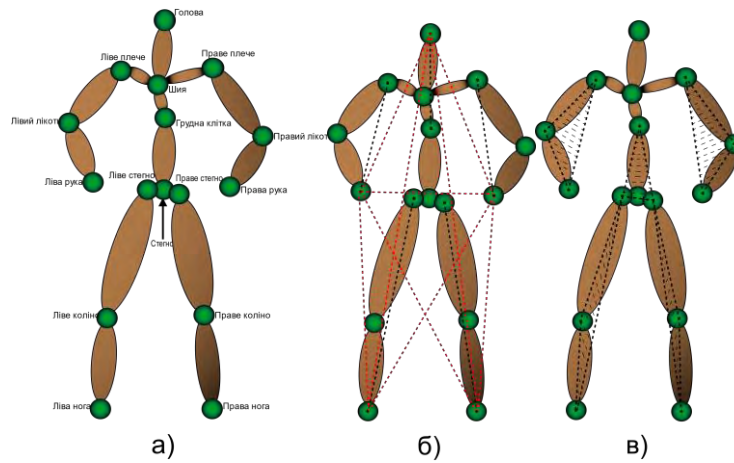 Голова
Ліве плече
Праве плече
Шия
Лівий лікоть
Грудна клітка
Правий лікоть
Ліве стегно
Праве стегно
Ліва рука
Права рука
Стегно
Ліве коліно
Праве коліно
Ліва нога
Права нога
а) б) в)